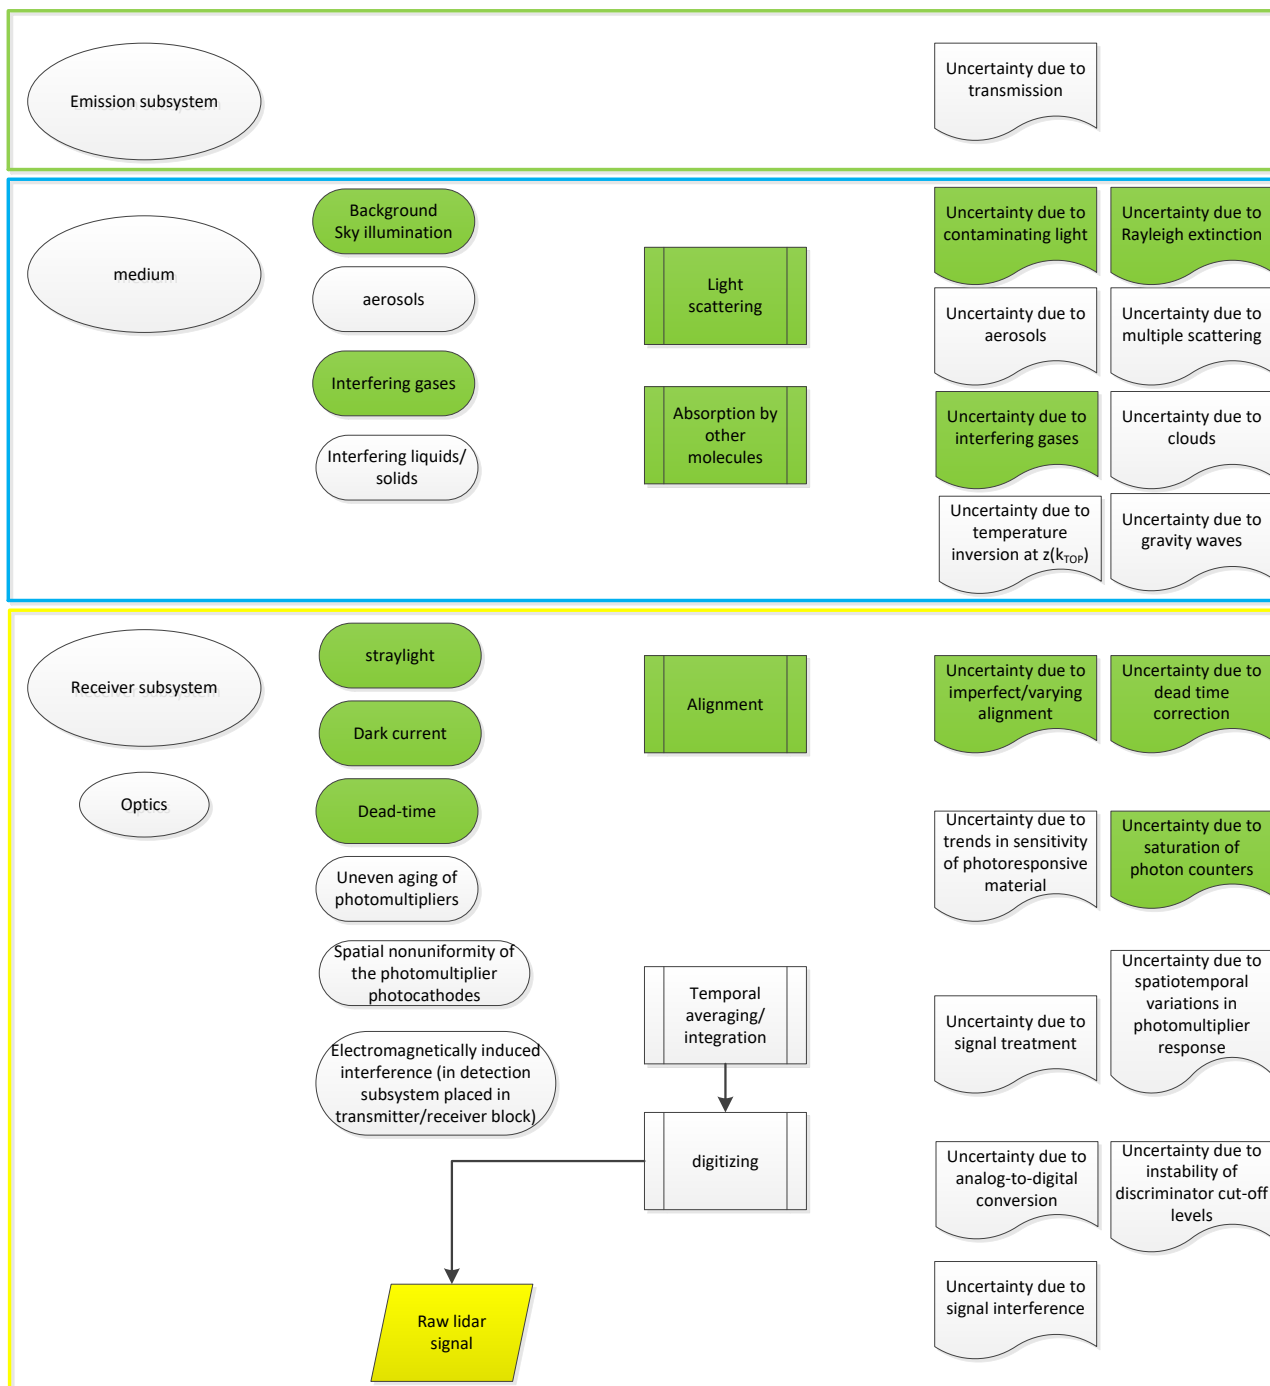 Emission subsystem
Uncertainty due to
transmission
medium
Background
Sky illumination
aerosols
Interfering gases
Interfering liquids/
solids
Light
scattering
Absorption by
other
molecules
Uncertainty due to
contaminating light
Uncertainty due to
Rayleigh extinction
Uncertainty due to
aerosols
Uncertainty due to
multiple scattering
Uncertainty due to
interfering gases
Uncertainty due to
clouds
Uncertainty due to
temperature
inversion at z(kTOP)
Uncertainty due to
gravity waves
Receiver subsystem
Optics
straylight
Dark current
Dead-time
Uneven aging of
photomultipliers
Spatial nonuniformity of
the photomultiplier
photocathodes
Electromagnetically induced
interference (in detection
subsystem placed in
transmitter/receiver block)
Alignment
Temporal
averaging/
integration
digitizing
Raw lidar
signal
Uncertainty due to
imperfect/varying
alignment
Uncertainty due to
dead time
correction
Uncertainty due to
trends in sensitivity
of photoresponsive
material
Uncertainty due to
saturation of
photon counters
Uncertainty due to
signal treatment
Uncertainty due to
spatiotemporal
variations in
photomultiplier
response
Uncertainty due to
analog-to-digital
conversion
Uncertainty due to
instability of
discriminator cut-off
levels
Uncertainty due to
signal interference